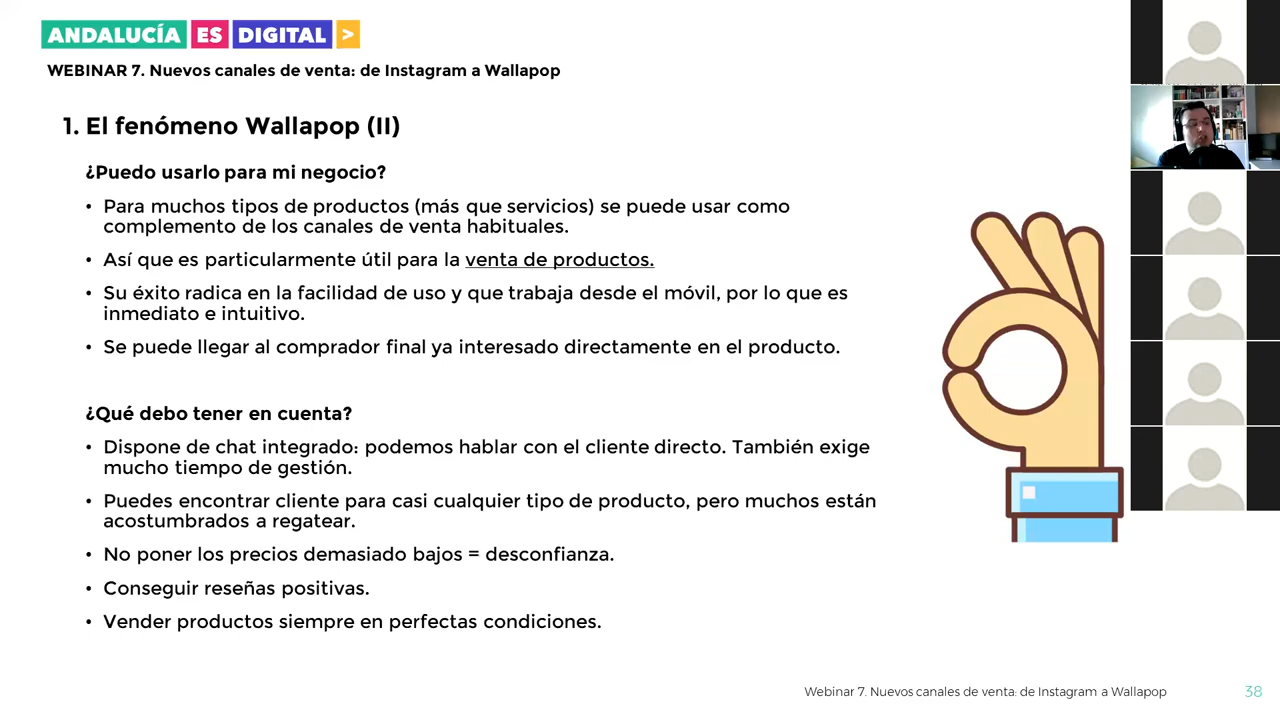 ANDALUCÍA ES DIGITAL >
WEBINAR 7. Nuevos canales de venta: de Instagram a Wallapop
1. El fenómeno Wallapop (II)
¿Puedo usarlo para mi negocio?
• Para muchos tipos de productos (más que servicios) se puede usar como
complemento de los canales de venta habituales.
• Así que es particularmente útil para la venta de productos.
• Su éxito radica en la facilidad de uso y que trabaja desde el móvil, por lo que es
inmediato e intuitivo.
• Se puede llegar al comprador final ya interesado directamente en el producto.
¿Qué debo tener en cuenta?
• Dispone de chat integrado: podemos hablar con el cliente directo. También exige
mucho tiempo de gestión.
• Puedes encontrar cliente para casi cualquier tipo de producto, pero muchos están
acostumbrados a regatear.
• No poner los precios demasiado bajos = desconfianza.
• Conseguir reseñas positivas.
• Vender productos siempre en perfectas condiciones.
Webinar 7. Nuevos canales de venta: de Instagram a Wallapop
38